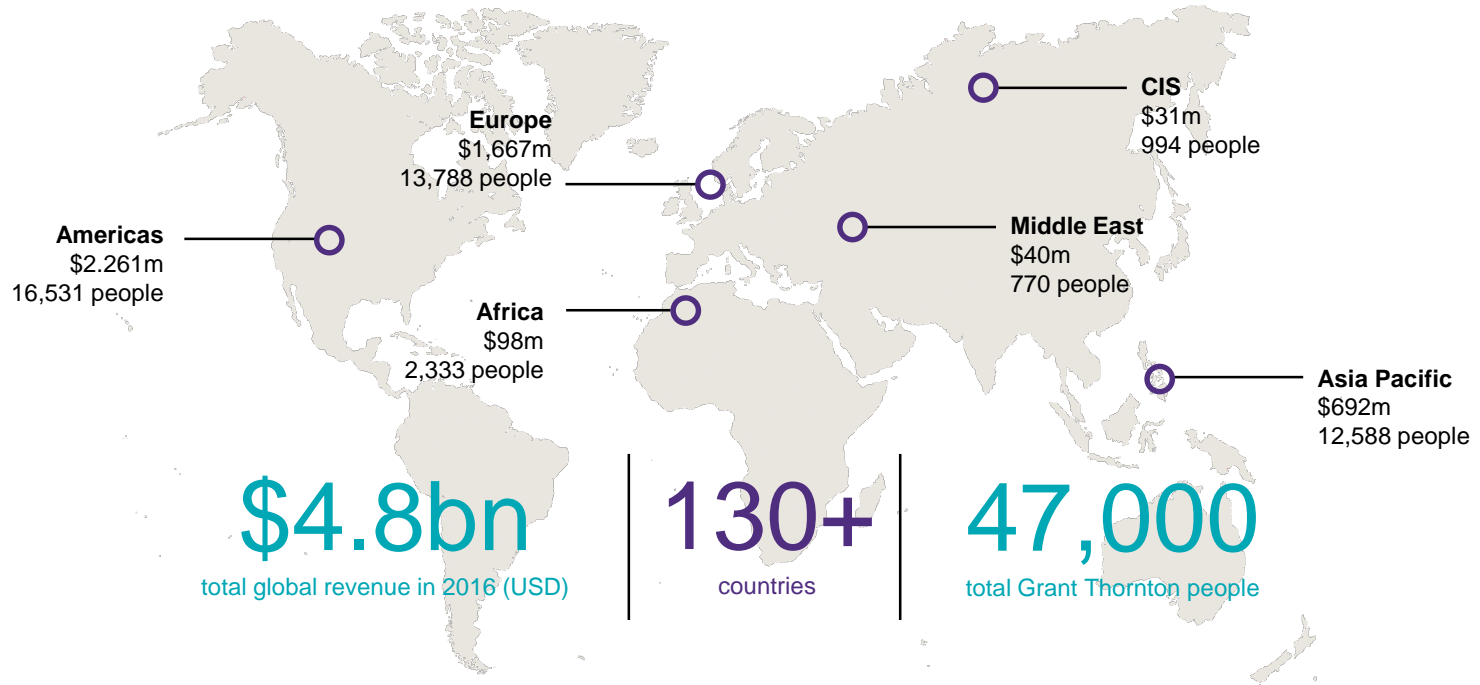 CIS
$31m
994 people
Europe
$1,667m
13,788 people
Middle East
$40m
770 people
Americas
$2.261m
16,531 people
Africa
$98m
2,333 people
Asia Pacific
$692m
12,588 people
$4.8bn
total global revenue in 2016 (USD)
130+
countries
47,000
total Grant Thornton people